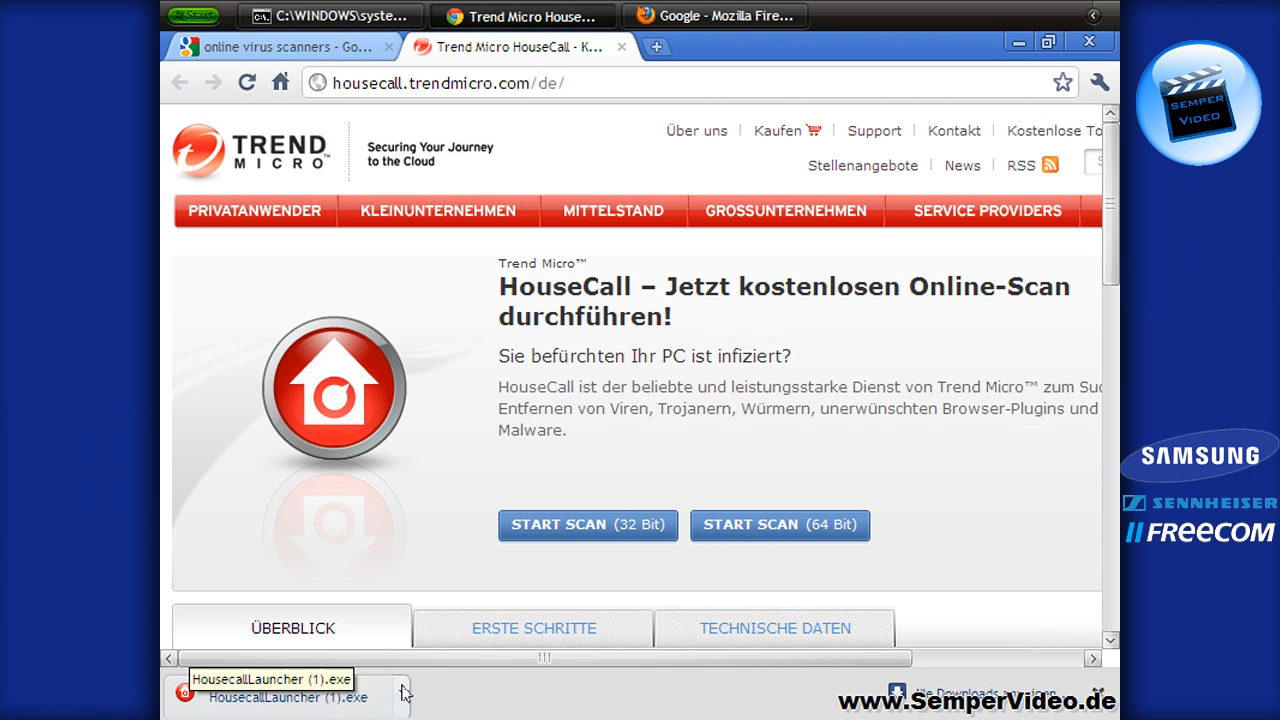 Start
C:\WINDOWS\syste...
Trend Micro House...
Google - Mozilla Fire...
online virus scanners - Go...
Trend Micro HouseCall - K...
housecall.trendmicro.com/de/
SEMPER
VIDEO
TREND
MICRO™
Securing Your Journey
to the Cloud
Über uns
Kaufen
Support
Kontakt
Kostenlose To
Stellenangebote
News
RSS
S
PRIVATANWENDER
KLEINUNTERNEHMEN
MITTELSTAND
GROSSUNTERNEHMEN
SERVICE PROVIDERS
Trend Micro™
HouseCall – Jetzt kostenlosen Online-Scan
durchführen!
Sie befürchten Ihr PC ist infiziert?
HouseCall ist der beliebte und leistungsstarke Dienst von Trend Micro™ zum Suc
Entfernen von Viren, Trojanern, Würmern, unerwünschten Browser-Plugins und
Malware.
START SCAN (32 Bit)
START SCAN (64 Bit)
SAMSUNG
SENNHEISER
FREECOM
ÜBERBLICK
ERSTE SCHRITTE
TECHNISCHE DATEN
HousecallLauncher (1).exe
HousecallLauncher (1).exe
www.SemperVideo.de